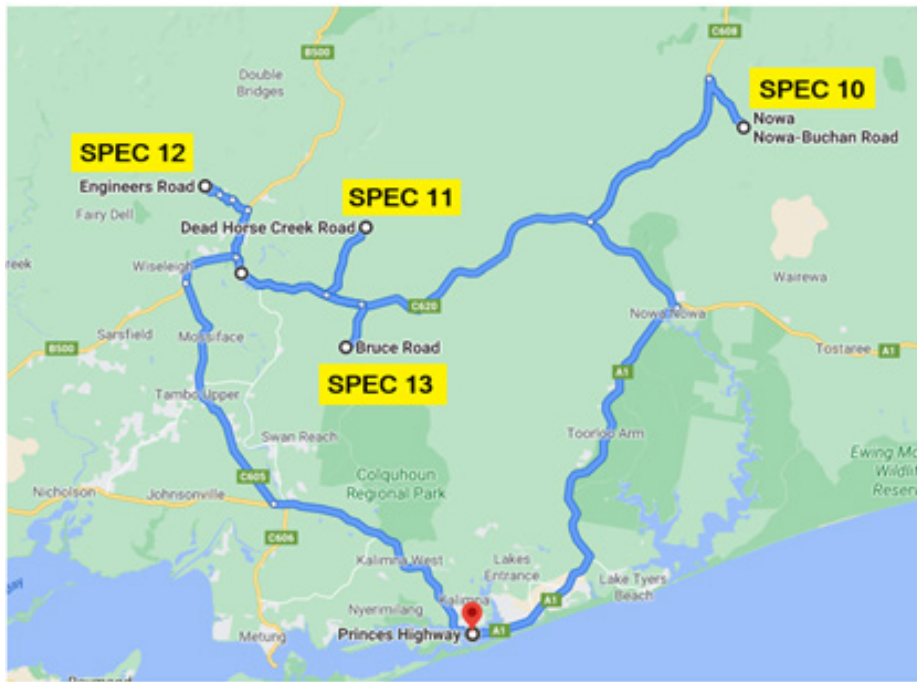 C608
B500
Double
Bridges
SPEC 10
Nowa
Nowa-Buchan Road
SPEC 12
Engineers Road
SPEC 11
Fairy Dell
Dead Horse Creek Road
reek
Wiseleigh
Wairewa
C620
Nowa Nowa
Sarsfield
Mossiface
B500
Bruce Road
A1
Tostaree
SPEC 13
A1
Tambo Upper
Toorloo Arm
Swan Reach
Ewing Mo
Wildlif
Reserv
Colquhoun
Regional Park
C605
Nicholson
Johnsonville
C606
Kalimna West
Lakes
Entrance
Lake Tyers
Beach
Nyerimilang
Kalimna
A1
Metung
Princes Highway
A1